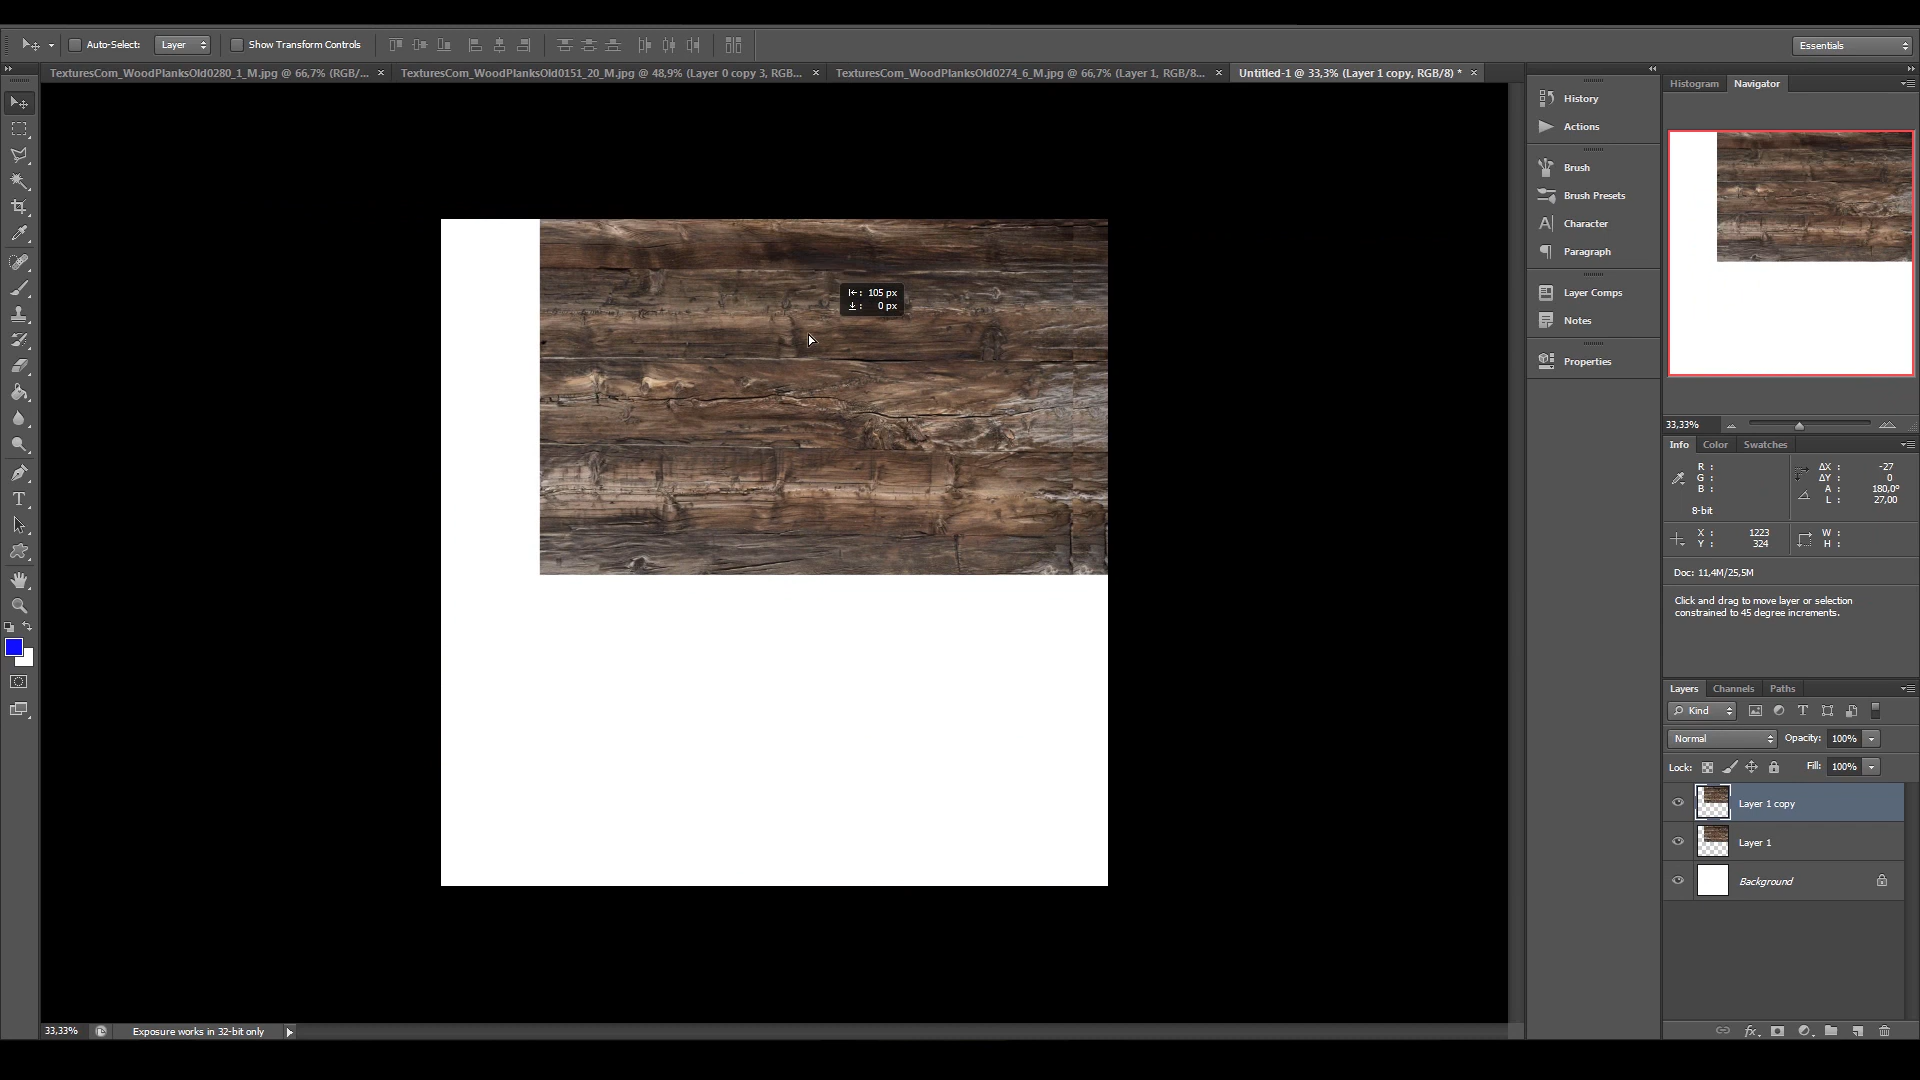 Auto-Select: Layer Show Transform Controls Essentials
TexturesCom_WoodPlanksOld0280_1_M.jpg @ 66,7% (RGB/... × TexturesCom_WoodPlanksOld0151_20_M.jpg @ 48,9% (Layer 0 copy 3, RGB... × TexturesCom_WoodPlanksOld0274_6_M.jpg @ 66,7% (Layer 1, RGB/8... × Untitled-1 @ 33,3% (Layer 1 copy, RGB/8) * ×
Histogram Navigator
History
Actions
Brush
Brush Presets
Character
Paragraph
Layer Comps
Notes
Properties
105 px
0 px
33,33%
Info Color Swatches
R :
G :
B :
8-bit
ΔX : -27
ΔY : 0
A : 180,0°
L : 27,00
X : 1223
Y : 324
W :
H :
Doc: 11,4M/25,5M
Click and drag to move layer or selection
constrained to 45 degree increments.
Layers Channels Paths
Kind
Normal Opacity: 100%
Lock: Fill: 100%
Layer 1 copy
Layer 1
Background
fx
33,33% Exposure works in 32-bit only